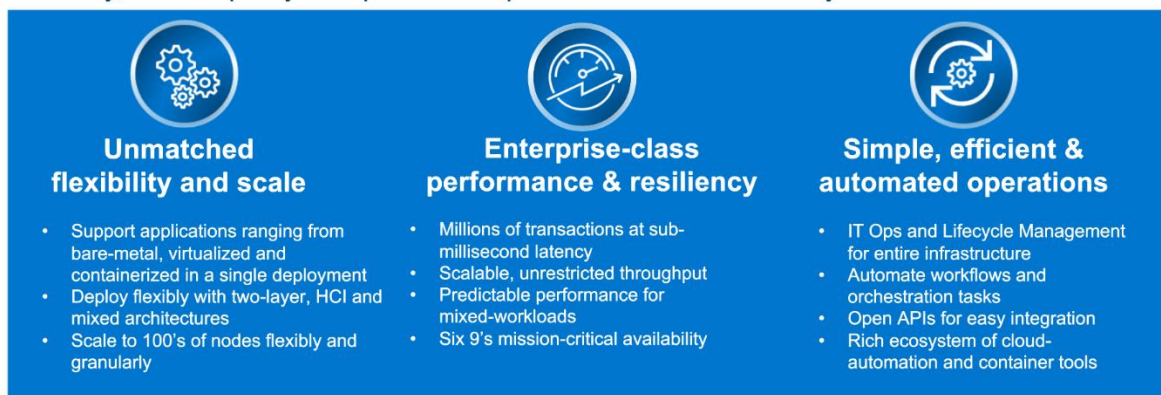 Unmatched
flexibility and scale
• Support applications ranging from
bare-metal, virtualized and
containerized in a single deployment
• Deploy flexibly with two-layer, HCI and
mixed architectures
• Scale to 100’s of nodes flexibly and
granularly
Enterprise-class
performance & resiliency
• Millions of transactions at sub-
millisecond latency
• Scalable, unrestricted throughput
• Predictable performance for
mixed-workloads
• Six 9’s mission-critical availability
Simple, efficient &
automated operations
• IT Ops and Lifecycle Management
for entire infrastructure
• Automate workflows and
orchestration tasks
• Open APIs for easy integration
• Rich ecosystem of cloud-
automation and container tools